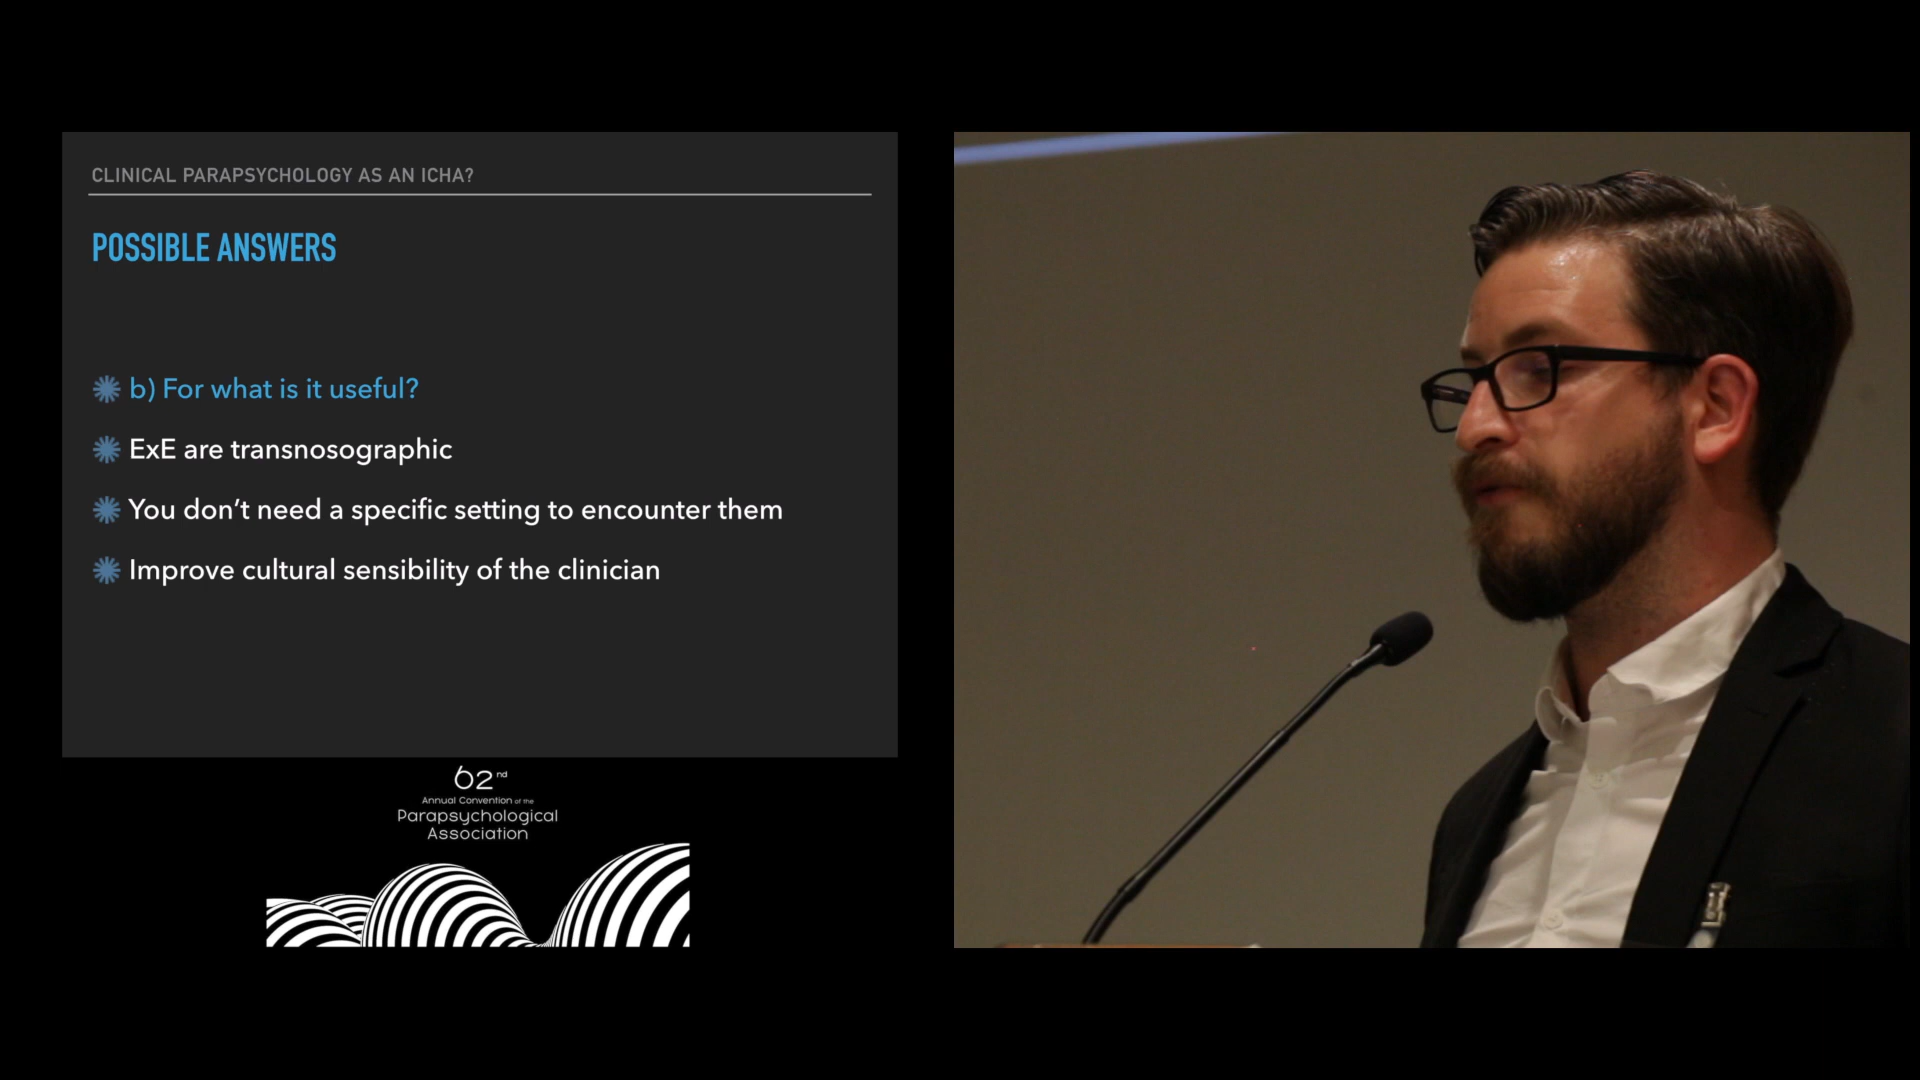 CLINICAL PARAPSYCHOLOGY AS AN ICHA?
POSSIBLE ANSWERS
b) For what is it useful?
ExE are transnosographic
You don’t need a specific setting to encounter them
Improve cultural sensibility of the clinician
62nd
Annual Convention of the
Parapsychological
Association